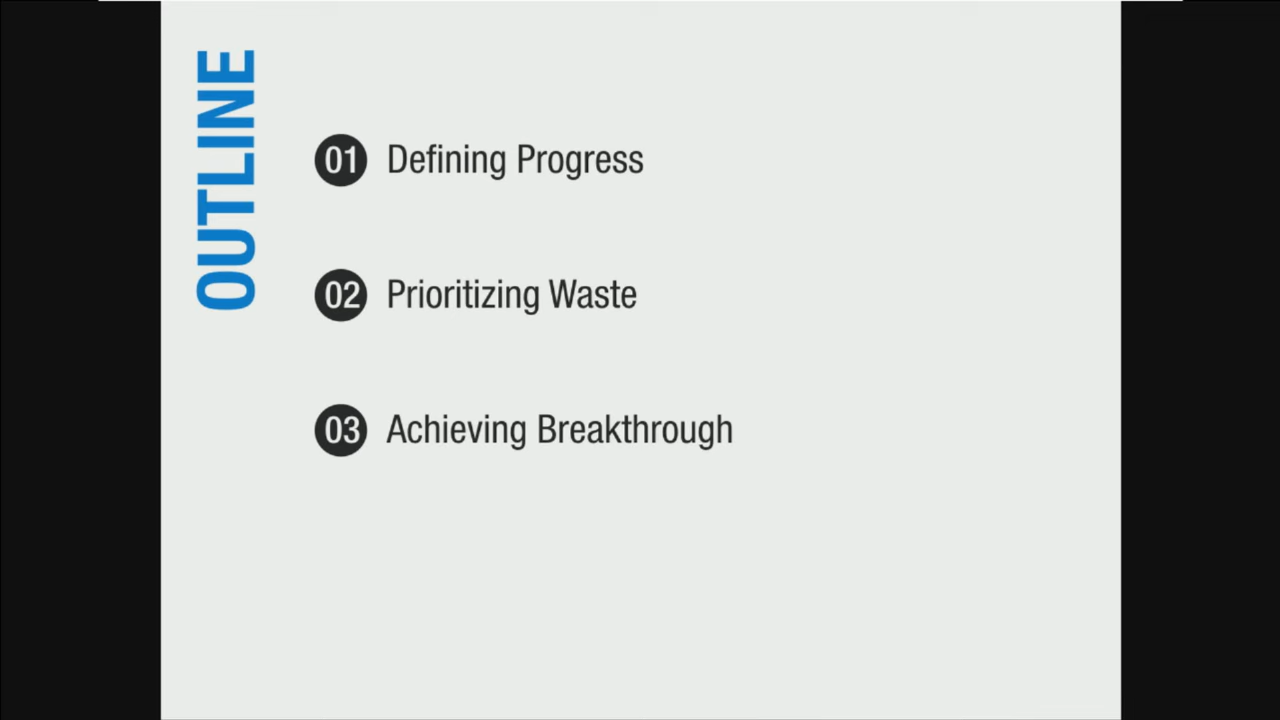 OUTLINE
01 Defining Progress
02 Prioritizing Waste
03 Achieving Breakthrough